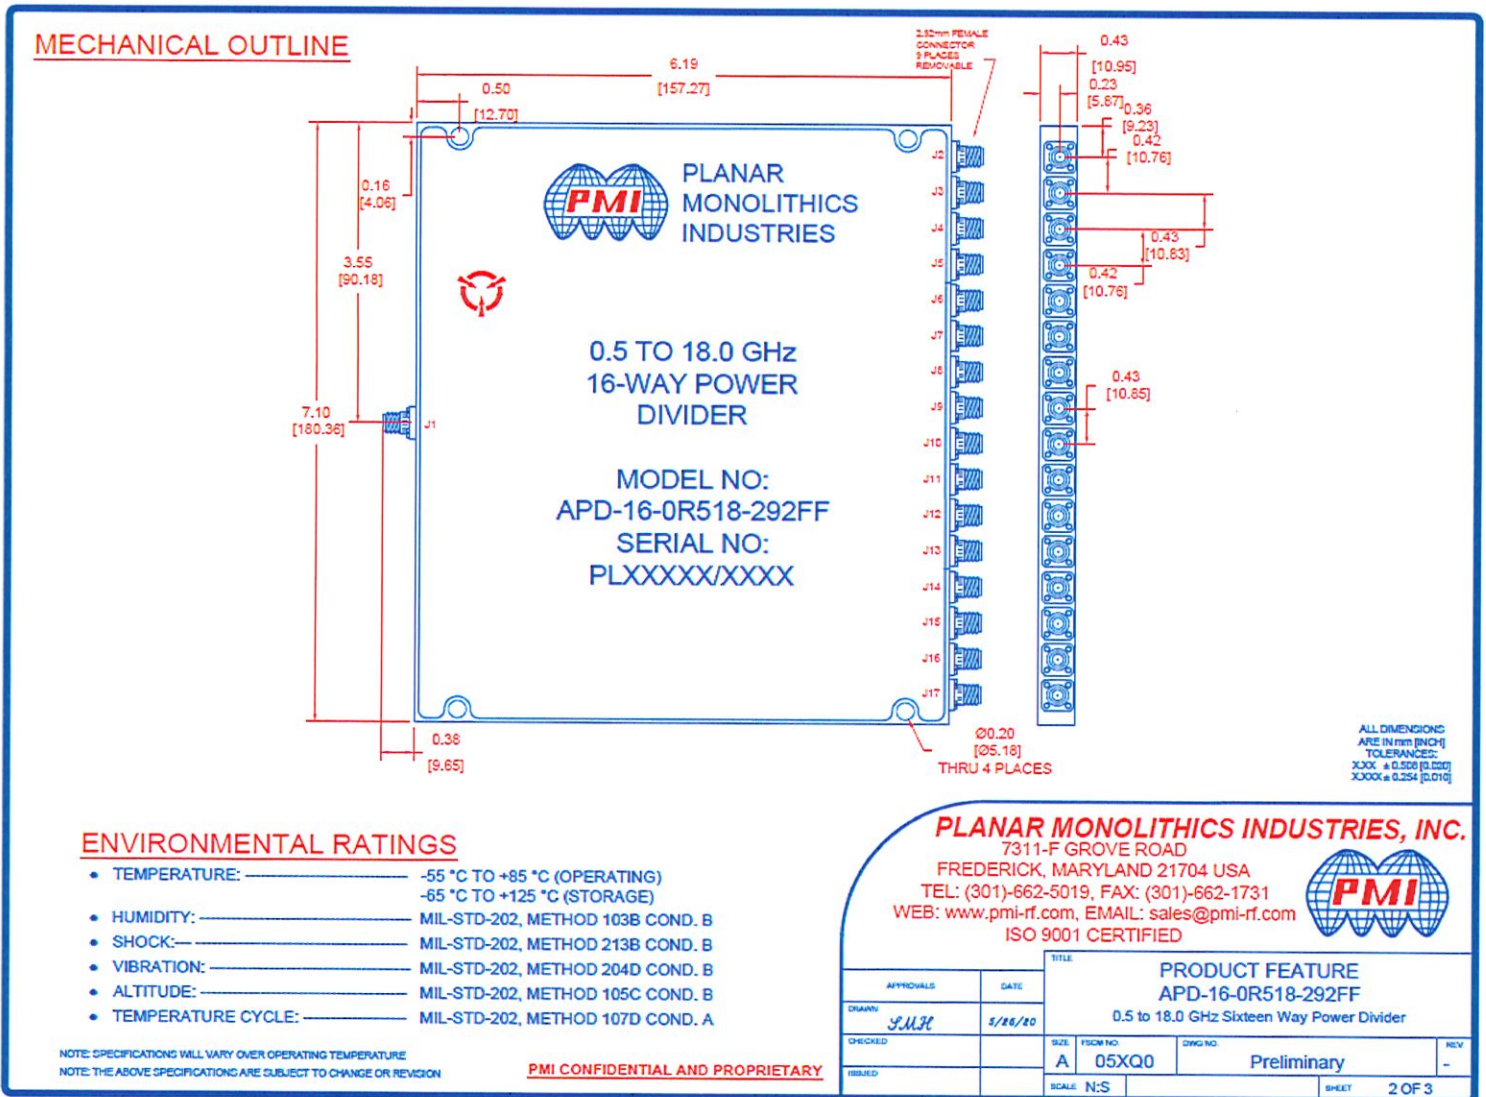 MECHANICAL OUTLINE
2.92mm FEMALE
CONNECTOR
9 PLACES
REMOVABLE
6.19
[157.27]
0.50
[12.70]
0.16
[4.06]
3.55
[90.18]
7.10
[180.36]
0.38
[9.65]
J1
PMI
PLANAR
MONOLITHICS
INDUSTRIES
0.5 TO 18.0 GHz
16-WAY POWER
DIVIDER
MODEL NO:
APD-16-0R518-292FF
SERIAL NO:
PLXXXXX/XXXX
J2
J3
J4
J5
J6
J7
J8
J9
J10
J11
J12
J13
J14
J15
J16
J17
Ø0.20
[Ø5.18]
THRU 4 PLACES
0.43
[10.95]
0.23
[5.87]
0.36
[9.23]
0.42
[10.76]
0.43
[10.83]
0.42
[10.76]
0.43
[10.85]
ALL DIMENSIONS
ARE IN mm [INCH]
TOLERANCES:
X.XX ± 0.508 [0.020]
X.XXX ± 0.254 [0.010]
ENVIRONMENTAL RATINGS
• TEMPERATURE: -55 °C TO +85 °C (OPERATING)
-65 °C TO +125 °C (STORAGE)
• HUMIDITY: MIL-STD-202, METHOD 103B COND. B
• SHOCK: MIL-STD-202, METHOD 213B COND. B
• VIBRATION: MIL-STD-202, METHOD 204D COND. B
• ALTITUDE: MIL-STD-202, METHOD 105C COND. B
• TEMPERATURE CYCLE: MIL-STD-202, METHOD 107D COND. A
NOTE: SPECIFICATIONS WILL VARY OVER OPERATING TEMPERATURE
NOTE: THE ABOVE SPECIFICATIONS ARE SUBJECT TO CHANGE OR REVISION
PMI CONFIDENTIAL AND PROPRIETARY
PLANAR MONOLITHICS INDUSTRIES, INC.
7311-F GROVE ROAD
FREDERICK, MARYLAND 21704 USA
TEL: (301)-662-5019, FAX: (301)-662-1731
WEB: www.pmi-rf.com, EMAIL: sales@pmi-rf.com
ISO 9001 CERTIFIED
PMI
APPROVALS DATE
DRAWN SMH 5/26/20
CHECKED
ISSUED
TITLE
PRODUCT FEATURE
APD-16-0R518-292FF
0.5 to 18.0 GHz Sixteen Way Power Divider
SIZE A
FSCM NO. 05XQ0
DWG NO. Preliminary
REV -
SCALE N:S
SHEET 2 OF 3